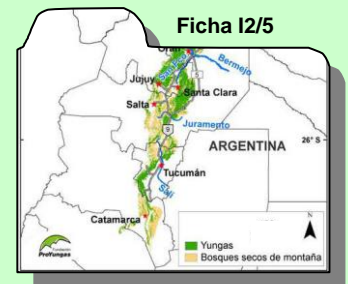 Ficha I2/5
Orán
Bermejo
San Fco.
Jujuy
Santa Clara
Salta
Juramento
9
ARGENTINA
26° S
Tucumán
Salí
Catamarca
N
Yungas
Bosques secos de montaña
Fundación
ProYungas